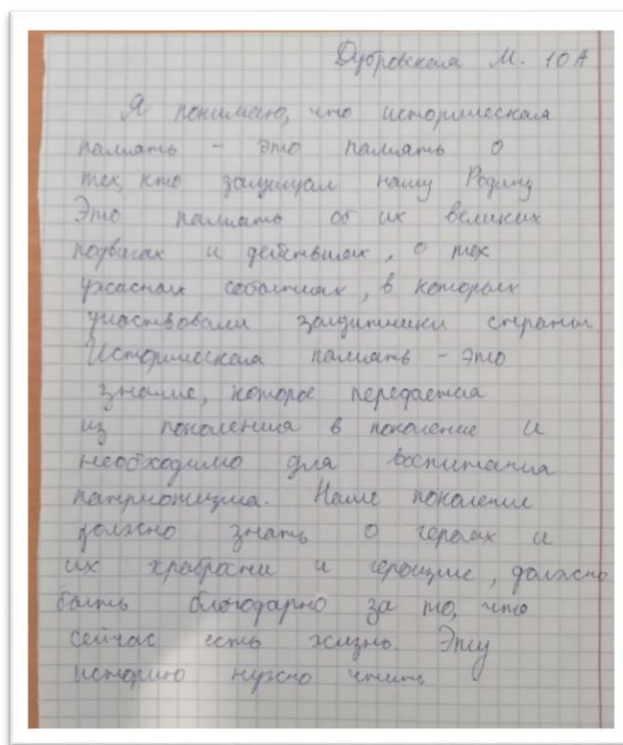 Дубровская М. 10А
Я понимаю, что историческая
память - это память о
тех, кто защищал нашу Родину
Это память об их великих
подвигах и действиях, о тех
ужасных событиях, в которых
участвовали защитники страны
Историческая память - это
знание, которое передается
из поколения в поколение и
необходимо для воспитания
патриотизма. Наше поколение
должно знать о героях и
их храбрости и героизме, должно
быть благодарно за то, что
сейчас есть жизнь. Эту
историю нужно чтить